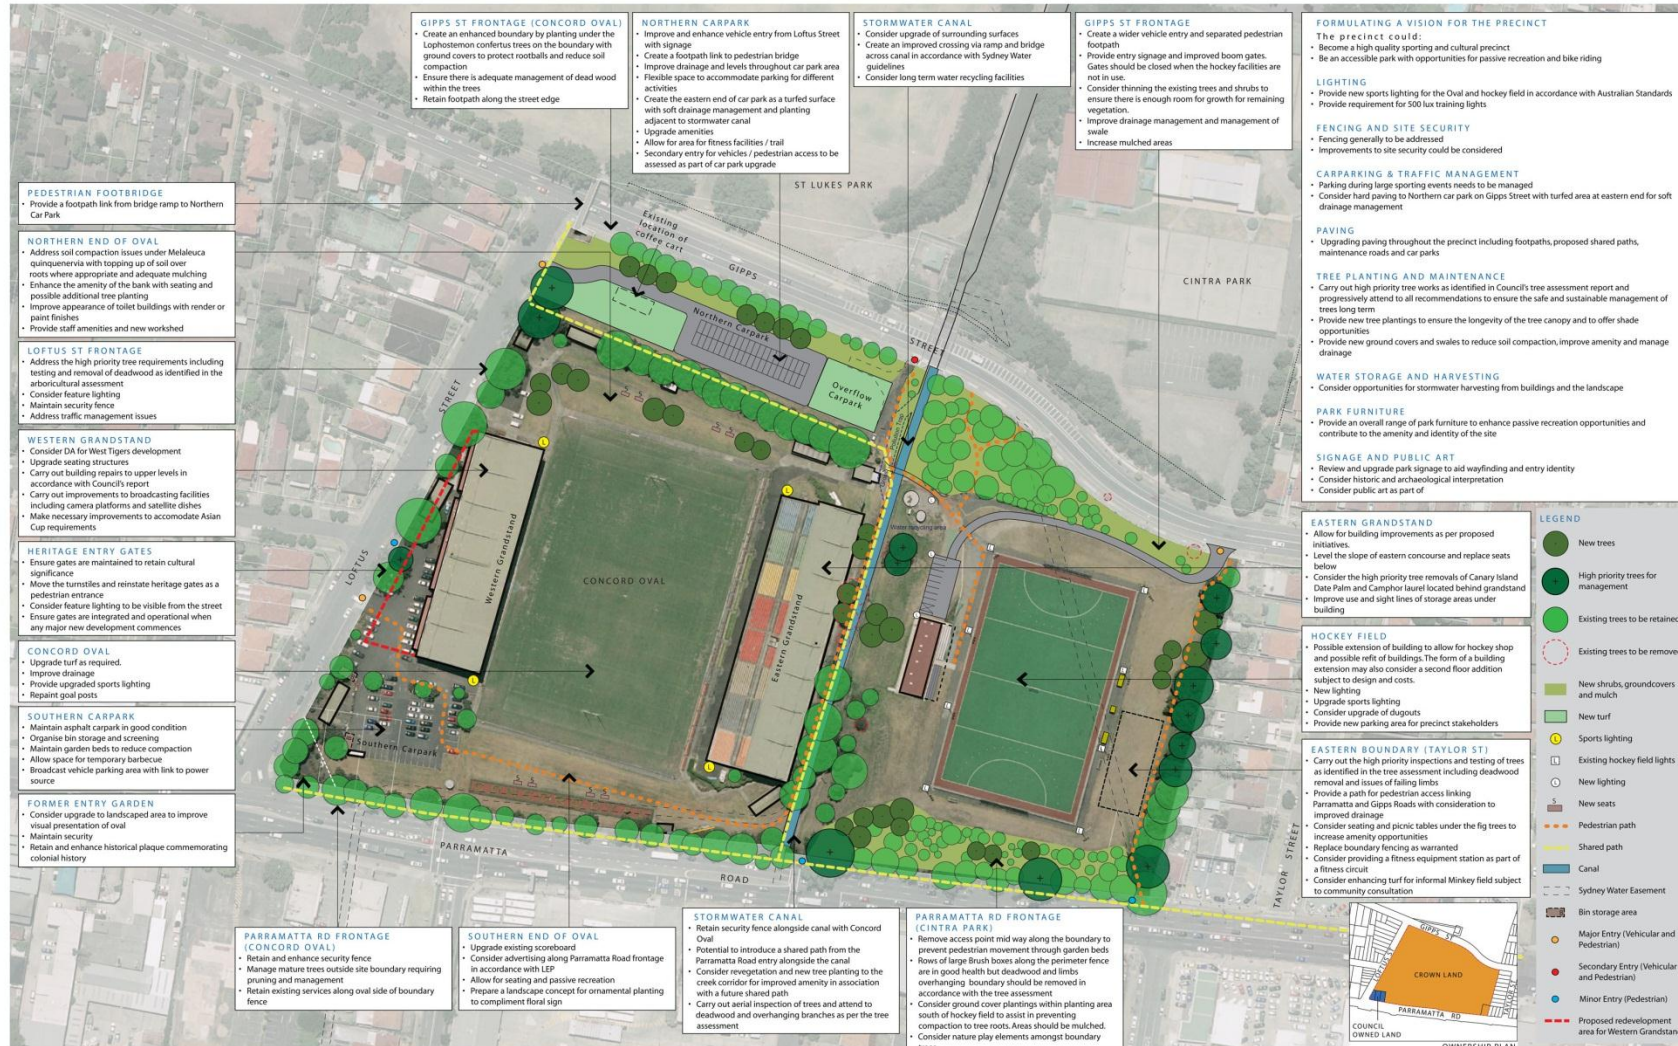 GIPPS ST FRONTAGE (CONCORD OVAL)
• Create an enhanced boundary by planting under the
Lophostemon confertus trees on the boundary with
ground covers to protect rootballs and reduce soil
compaction
• Ensure there is adequate management of dead wood
within the trees
• Retain footpath along the street edge
NORTHERN CARPARK
• Improve and enhance vehicle entry from Loftus Street
with signage
• Create a footpath link to pedestrian bridge
• Improve drainage and levels throughout car park area
• Flexible space to accommodate parking for different
activities
• Create the eastern end of car park as a turfed surface
with soft drainage management and planting
adjacent to stormwater canal
• Upgrade amenities
• Allow for area for fitness facilities / trail
• Secondary entry for vehicles / pedestrian access to be
assessed as part of car park upgrade
STORMWATER CANAL
• Consider upgrade of surrounding surfaces
• Create an improved crossing via ramp and bridge
across canal in accordance with Sydney Water
guidelines
• Consider long term water recycling facilities
GIPPS ST FRONTAGE
• Create a wider vehicle entry and separated pedestrian
footpath
• Provide entry signage and improved boom gates.
Gates should be closed when the hockey facilities are
not in use.
• Consider thinning the existing trees and shrubs to
ensure there is enough room for growth for remaining
vegetation.
• Improve drainage management and management of
swale
• Increase mulched areas
FORMULATING A VISION FOR THE PRECINCT
The precinct could:
• Become a high quality sporting and cultural precinct
• Be an accessible park with opportunities for passive recreation and bike riding
LIGHTING
• Provide new sports lighting for the Oval and hockey field in accordance with Australian Standards
• Provide requirement for 500 lux training lights
FENCING AND SITE SECURITY
• Fencing generally to be addressed
• Improvements to site security could be considered
CARPARKING & TRAFFIC MANAGEMENT
• Parking during large sporting events needs to be managed
• Consider hard paving to Northern car park on Gipps Street with turfed area at eastern end for soft
drainage management
PAVING
• Upgrading paving throughout the precinct including footpaths, proposed shared paths,
maintenance roads and car parks
TREE PLANTING AND MAINTENANCE
• Carry out high priority tree works as identified in Council's tree assessment report and
progressively attend to all recommendations to ensure the safe and sustainable management of
trees long term
• Provide new tree plantings to ensure the longevity of the tree canopy and to offer shade
opportunities
• Provide new ground covers and swales to reduce soil compaction, improve amenity and manage
drainage
WATER STORAGE AND HARVESTING
• Consider opportunities for stormwater harvesting from buildings and the landscape
PARK FURNITURE
• Provide an overall range of park furniture to enhance passive recreation opportunities and
contribute to the amenity and identity of the site
SIGNAGE AND PUBLIC ART
• Review and upgrade park signage to aid wayfinding and entry identity
• Consider historic and archaeological interpretation
• Consider public art as part of
PEDESTRIAN FOOTBRIDGE
• Provide a footpath link from bridge ramp to Northern
Car Park
NORTHERN END OF OVAL
• Address soil compaction issues under Melaleuca
quinquenervia with topping up of soil over
roots where appropriate and adequate mulching
• Enhance the amenity of the bank with seating and
possible additional tree planting
• Improve appearance of toilet buildings with render or
paint finishes
• Provide staff amenities and new workshed
LOFTUS ST FRONTAGE
• Address the high priority tree requirements including
testing and removal of deadwood as identified in the
arboricultural assessment
• Consider feature lighting
• Maintain security fence
• Address traffic management issues
WESTERN GRANDSTAND
• Consider DA for West Tigers development
• Upgrade seating structures
• Carry out building repairs to upper levels in
accordance with Council's report
• Carry out improvements to broadcasting facilities
including camera platforms and satellite dishes
• Make necessary improvements to accomodate Asian
Cup requirements
HERITAGE ENTRY GATES
• Ensure gates are maintained to retain cultural
significance
• Move the turnstiles and reinstate heritage gates as a
pedestrian entrance
• Consider feature lighting to be visible from the street
• Ensure gates are integrated and operational when
any major new development commences
CONCORD OVAL
• Upgrade turf as required.
• Improve drainage
• Provide upgraded sports lighting
• Repaint goal posts
SOUTHERN CARPARK
• Maintain asphalt carpark in good condition
• Organise bin storage and screening
• Maintain garden beds to reduce compaction
• Allow space for temporary barbecue
• Broadcast vehicle parking area with link to power
source
FORMER ENTRY GARDEN
• Consider upgrade to landscaped area to improve
visual presentation of oval
• Maintain security
• Retain and enhance historical plaque commemorating
colonial history
ST LUKES PARK
CINTRA PARK
Existing
location of
coffee cart
GIPPS
STREET
Northern Carpark
Overflow
Carpark
STREET
LOFTUS
Western Grandstand
CONCORD OVAL
Eastern Grandstand
Water recycling area
Southern Carpark
PARRAMATTA
ROAD
TAYLOR STREET
L
L
L
L
S
S
EASTERN GRANDSTAND
• Allow for building improvements as per proposed
initiatives.
• Level the slope of eastern concourse and replace seats
below
• Consider the high priority tree removals of Canary Island
Date Palm and Camphor laurel located behind grandstand
• Improve use and sight lines of storage areas under
building
HOCKEY FIELD
• Possible extension of building to allow for hockey shop
and possible refit of buildings. The form of a building
extension may also consider a second floor addition
subject to design and costs.
• New lighting
• Upgrade sports lighting
• Consider upgrade of dugouts
• Provide new parking area for precinct stakeholders
EASTERN BOUNDARY (TAYLOR ST)
• Carry out the high priority inspections and testing of trees
as identified in the tree assessment including deadwood
removal and issues of failing limbs
• Provide a path for pedestrian access linking
Parramatta and Gipps Roads with consideration to
improved drainage
• Consider seating and picnic tables under the fig trees to
increase amenity opportunities
• Replace boundary fencing as warranted
• Consider providing a fitness equipment station as part of
a fitness circuit
• Consider enhancing turf for informal Minkey field subject
to community consultation
LEGEND
New trees
High priority trees for
management
Existing trees to be retained
Existing trees to be remove
New shrubs, groundcovers
and mulch
New turf
L Sports lighting
L Existing hockey field lights
L New lighting
S New seats
Pedestrian path
Shared path
Canal
Sydney Water Easement
Bin storage area
Major Entry (Vehicular and
Pedestrian)
Secondary Entry (Vehicular
and Pedestrian)
Minor Entry (Pedestrian)
Proposed redevelopment
area for Western Grandstand
PARRAMATTA RD FRONTAGE
(CONCORD OVAL)
• Retain and enhance security fence
• Manage mature trees outside site boundary requiring
pruning and management
• Retain existing services along oval side of boundary
fence
SOUTHERN END OF OVAL
• Upgrade existing scoreboard
• Consider advertising along Parramatta Road frontage
in accordance with LEP
• Allow for seating and passive recreation
• Prepare a landscape concept for ornamental planting
to compliment floral sign
STORMWATER CANAL
• Retain security fence alongside canal with Concord
Oval
• Potential to introduce a shared path from the
Parramatta Road entry alongside the canal
• Consider revegetation and new tree planting to the
creek corridor for improved amenity in association
with a future shared path
• Carry out aerial inspection of trees and attend to
deadwood and overhanging branches as per the tree
assessment
PARRAMATTA RD FRONTAGE
(CINTRA PARK)
• Remove access point mid way along the boundary to
prevent pedestrian movement through garden beds
• Rows of large Brush boxes along the perimeter fence
are in good health but deadwood and limbs
overhanging boundary should be removed in
accordance with the tree assessment
• Consider ground cover plantings within planting area
south of hockey field to assist in preventing
compaction to tree roots. Areas should be mulched.
• Consider nature play elements amongst boundary
GIPPS ST
LOFTUS ST
CROWN LAND
TAYLOR ST
PARRAMATTA RD
COUNCIL
OWNED LAND
OWNERSHIP PLAN